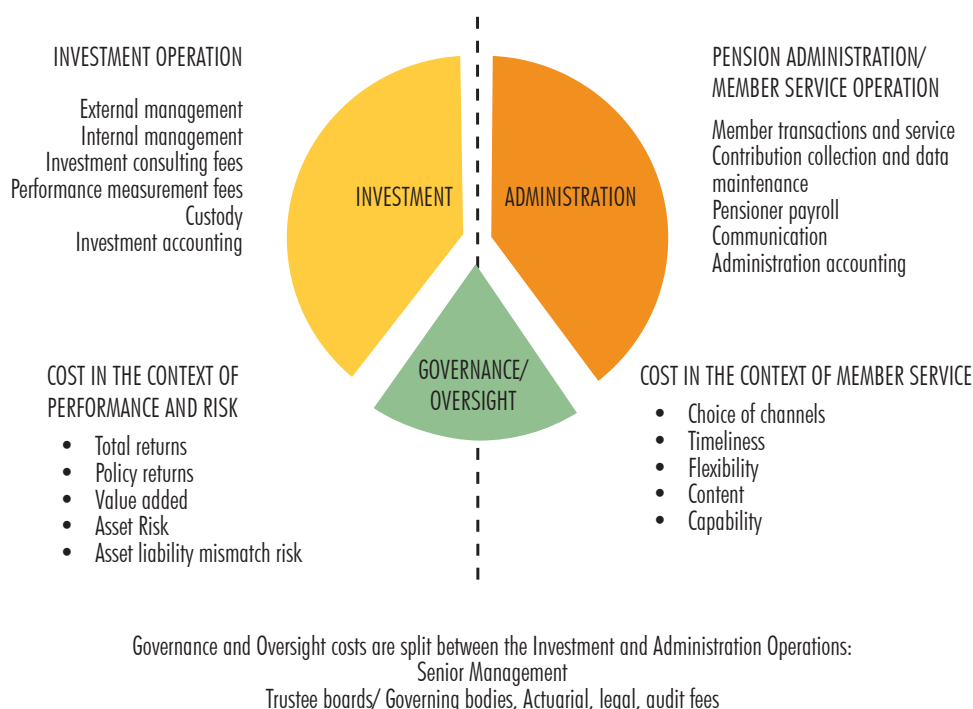 INVESTMENT OPERATION
External management
Internal management
Investment consulting fees
Performance measurement fees
Custody
Investment accounting
PENSION ADMINISTRATION/
MEMBER SERVICE OPERATION
Member transactions and service
Contribution collection and data
maintenance
Pensioner payroll
Communication
Administration accounting
INVESTMENT
ADMINISTRATION
GOVERNANCE/
OVERSIGHT
COST IN THE CONTEXT OF
PERFORMANCE AND RISK
• Total returns
• Policy returns
• Value added
• Asset Risk
• Asset liability mismatch risk
COST IN THE CONTEXT OF MEMBER SERVICE
• Choice of channels
• Timeliness
• Flexibility
• Content
• Capability
Governance and Oversight costs are split between the Investment and Administration Operations:
Senior Management
Trustee boards/ Governing bodies, Actuarial, legal, audit fees